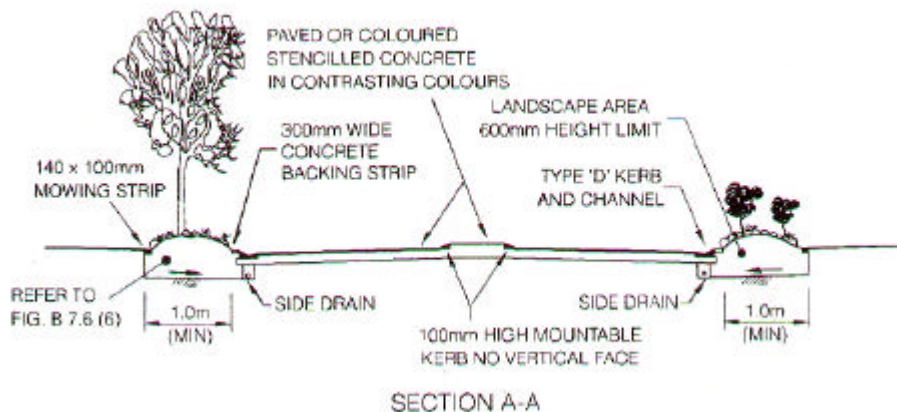 PAVED OR COLOURED
STENCILLED CONCRETE
IN CONTRASTING COLOURS
LANDSCAPE AREA
600mm HEIGHT LIMIT
300mm WIDE
CONCRETE
BACKING STRIP
140 x 100mm
MOWING STRIP
TYPE 'D' KERB
AND CHANNEL
REFER TO
FIG. B 7.6 (6)
1.0m
(MIN)
SIDE DRAIN
100mm HIGH MOUNTABLE
KERB NO VERTICAL FACE
SIDE DRAIN
1.0m
(MIN)
SECTION A-A